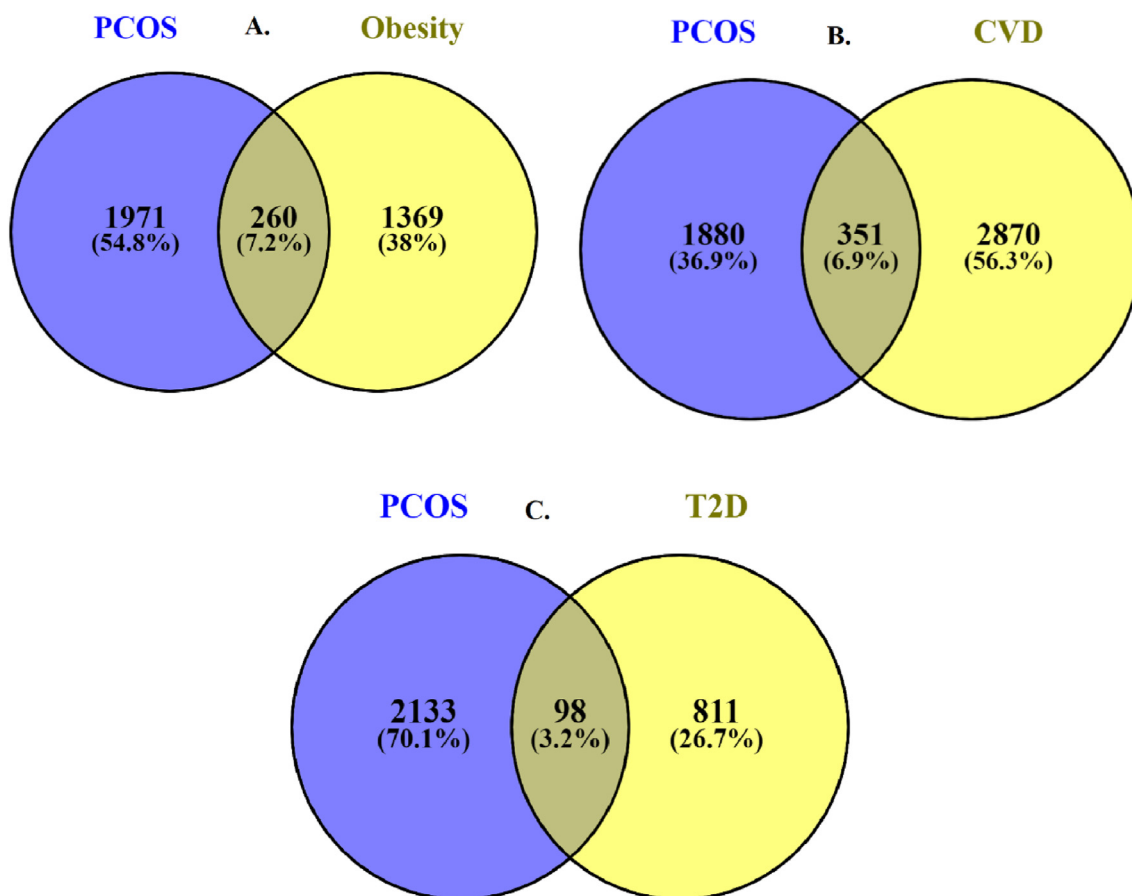 PCOS A. Obesity
1971 260 1369
(54.8%) (7.2%) (38%)
PCOS B. CVD
1880 351 2870
(36.9%) (6.9%) (56.3%)
PCOS C. T2D
2133 98 811
(70.1%) (3.2%) (26.7%)